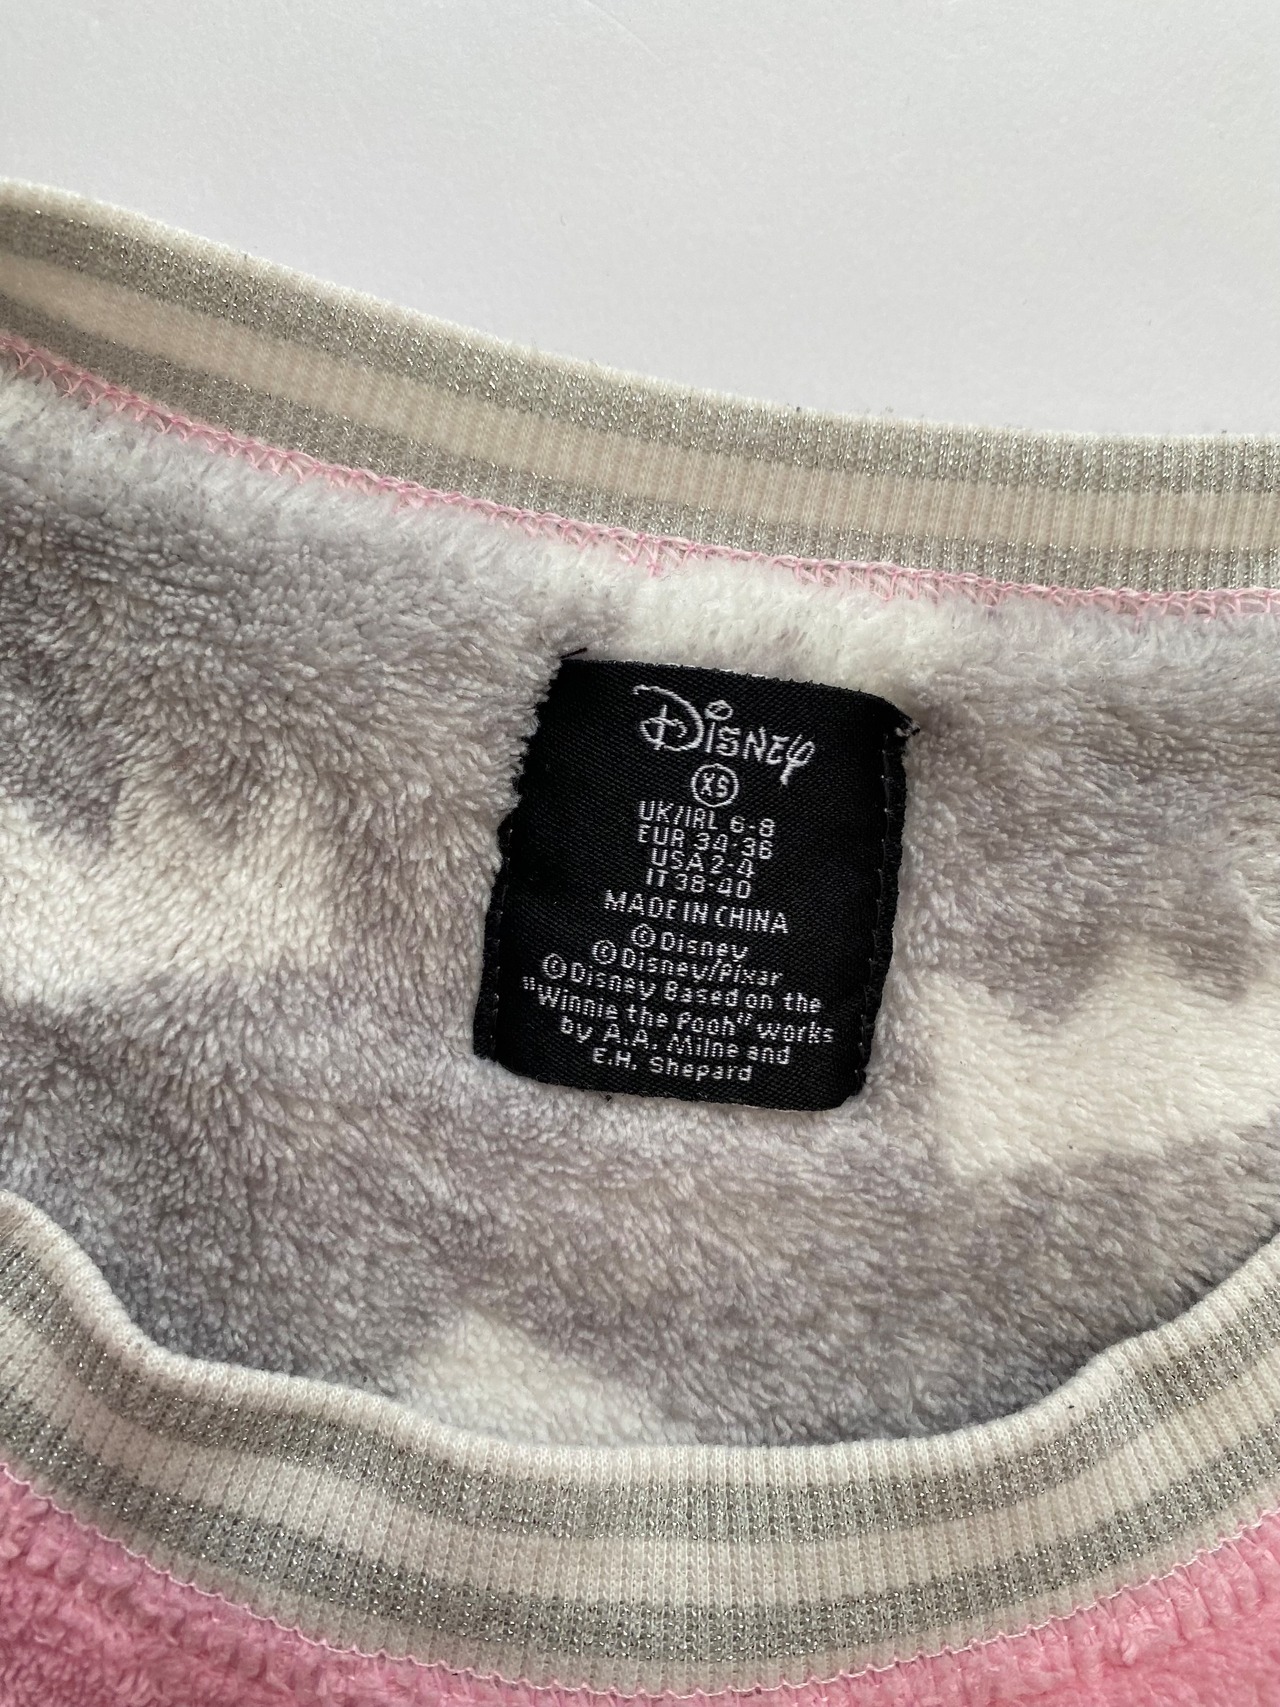 Disney
XS
UK/IRL 6-8
EUR 34-36
USA 2-4
IT 38-40
MADE IN CHINA
©Disney
©Disney/Pixar
©Disney Based on the
"Winnie the Pooh" works
by A.A. Milne and
E.H. Shepard